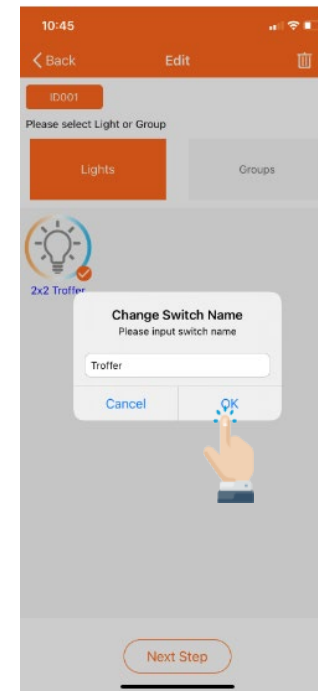 10:45
Back
Edit
ID001
Please select Light or Group
Lights
Groups
2x2 Troffer
Change Switch Name
Please input switch name
Troffer
Cancel
OK
Next Step